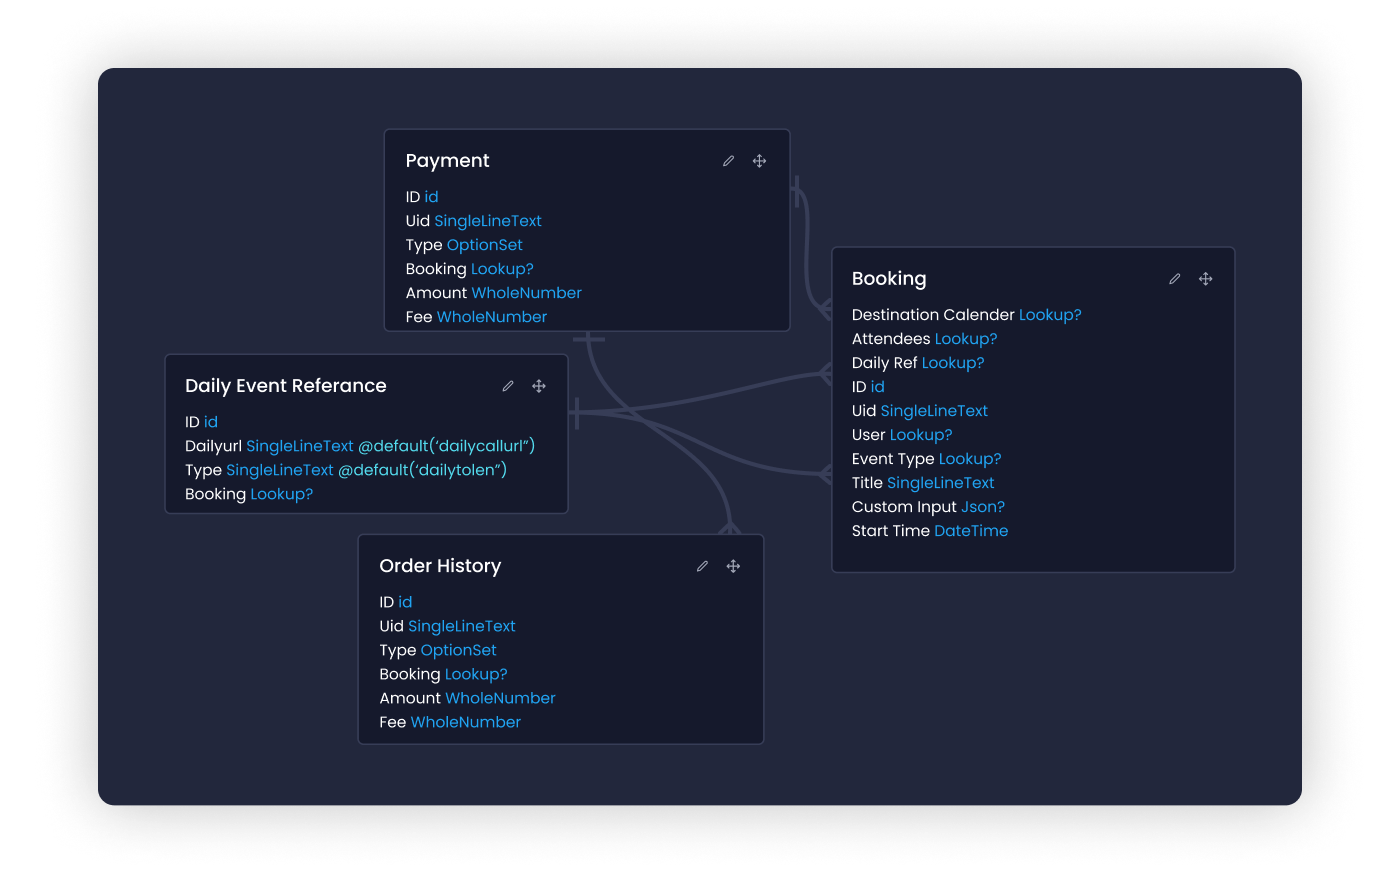 Payment
ID id
Uid SingleLineText
Type OptionSet
Booking Lookup?
Amount WholeNumber
Fee WholeNumber
Booking
Destination Calender Lookup?
Attendees Lookup?
Daily Ref Lookup?
ID id
Uid SingleLineText
User Lookup?
Event Type Lookup?
Title SingleLineText
Custom Input Json?
Start Time DateTime
Daily Event Referance
ID id
Dailyurl SingleLineText @default(‘dailycallurl”)
Type SingleLineText @default(‘dailytolen”)
Booking Lookup?
Order History
ID id
Uid SingleLineText
Type OptionSet
Booking Lookup?
Amount WholeNumber
Fee WholeNumber